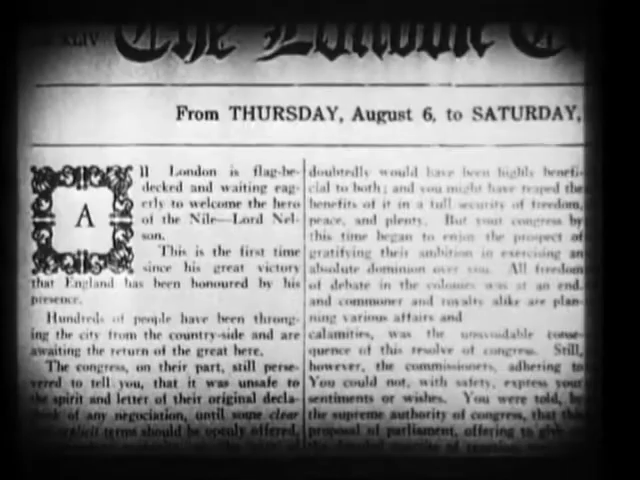 XLIV
The London
From THURSDAY, August 6, to SATURDAY,
All London is flag-be-
decked and waiting eag-
erly to welcome the hero
of the Nile—Lord Nel-
son.
This is the first time
since his great victory
that England has been honoured by his
presence.
Hundreds of people have been throng-
ing the city from the country-side and are
awaiting the return of the great here.
The congress, on their part, still perse-
vered to tell you, that it was unsafe to
the spirit and letter of their original decla-
of any negociation, until some clear
terms should be openly offered,
doubtedly would have been highly benefi-
cial to both; and you might have reaped the
benefits of it in a full security of freedom,
peace, and plenty. But your congress by
this time began to enjoy the prospect of
gratifying their ambition in exercising an
absolute dominion over you. All freedom
of debate in the colonies was at an end,
and commoner and royalty alike are plan-
ning various affairs and
calamities, was the unavoidable conse-
quence of this resolve of congress. Still,
however, the commissioners, adhering to
You could not, with safety, express your
sentiments or wishes. You were told, by
the supreme authority of congress, that this
proposal of parliament, offering to give